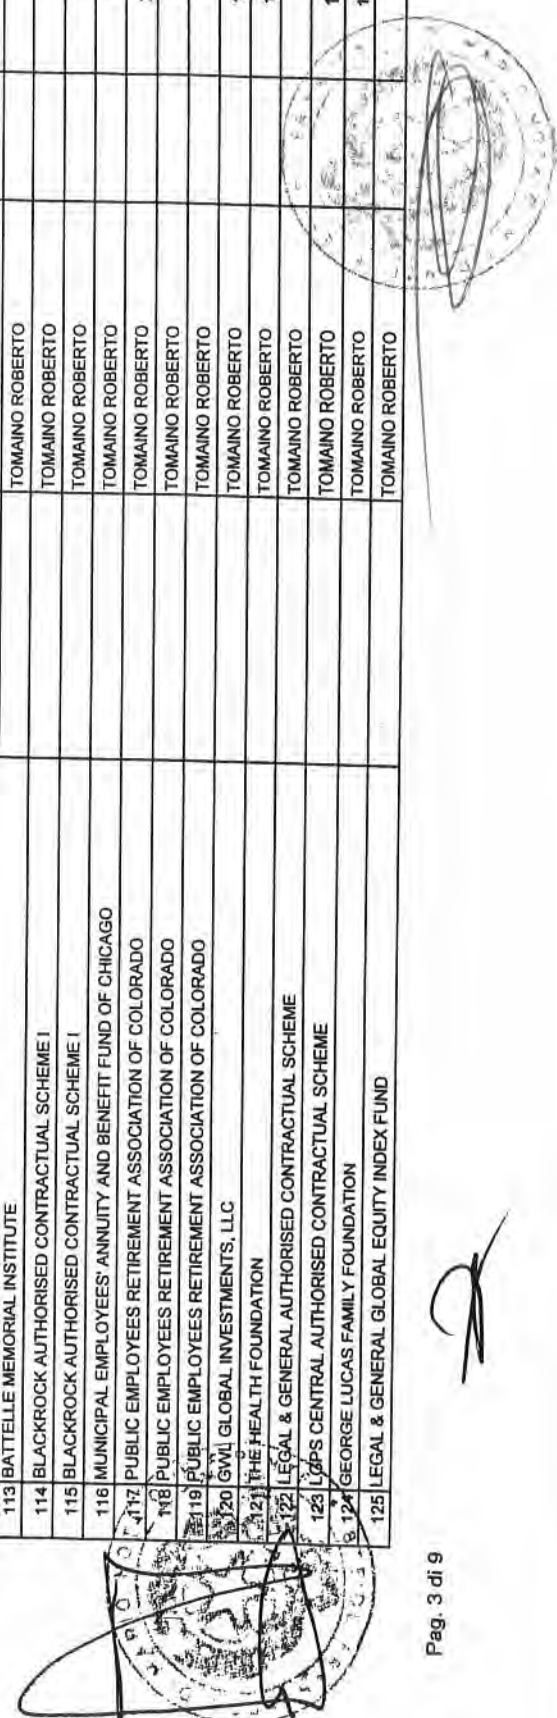 113 BATTELLE MEMORIAL INSTITUTE TOMAINO ROBERTO
114 BLACKROCK AUTHORISED CONTRACTUAL SCHEME I TOMAINO ROBERTO
115 BLACKROCK AUTHORISED CONTRACTUAL SCHEME I TOMAINO ROBERTO
116 MUNICIPAL EMPLOYEES' ANNUITY AND BENEFIT FUND OF CHICAGO TOMAINO ROBERTO
117 PUBLIC EMPLOYEES RETIREMENT ASSOCIATION OF COLORADO TOMAINO ROBERTO
118 PUBLIC EMPLOYEES RETIREMENT ASSOCIATION OF COLORADO TOMAINO ROBERTO
119 PUBLIC EMPLOYEES RETIREMENT ASSOCIATION OF COLORADO TOMAINO ROBERTO
120 GWL GLOBAL INVESTMENTS, LLC TOMAINO ROBERTO
121 THE HEALTH FOUNDATION TOMAINO ROBERTO
122 LEGAL & GENERAL AUTHORISED CONTRACTUAL SCHEME TOMAINO ROBERTO
123 LGPS CENTRAL AUTHORISED CONTRACTUAL SCHEME TOMAINO ROBERTO
124 GEORGE LUCAS FAMILY FOUNDATION TOMAINO ROBERTO
125 LEGAL & GENERAL GLOBAL EQUITY INDEX FUND TOMAINO ROBERTO
Pag. 3 di 9